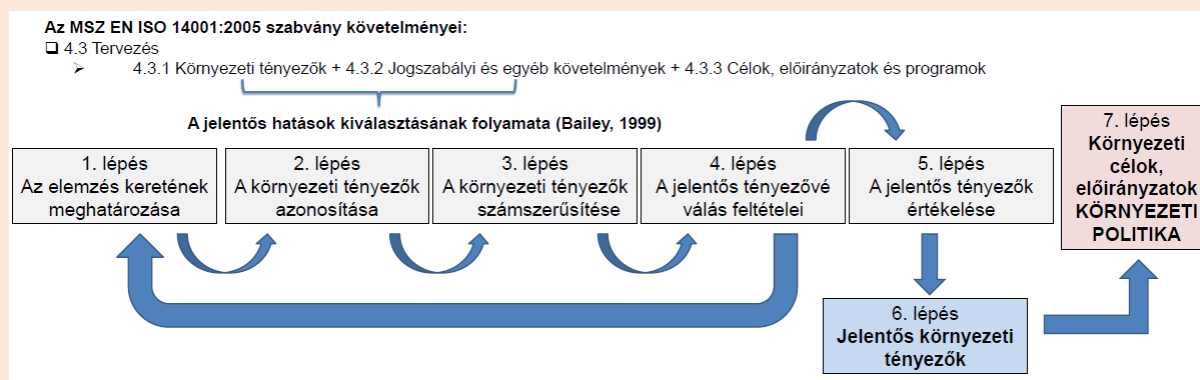 Az MSZ EN ISO 14001:2005 szabvány követelményei:
❑ 4.3 Tervezés
➢ 4.3.1 Környezeti tényezők + 4.3.2 Jogszabályi és egyéb követelmények + 4.3.3 Célok, előirányzatok és programok
A jelentős hatások kiválasztásának folyamata (Bailey, 1999)
1. lépés
Az elemzés keretének
meghatározása
2. lépés
A környezeti tényezők
azonosítása
3. lépés
A környezeti tényezők
számszerűsítése
4. lépés
A jelentős tényezővé
válás feltételei
5. lépés
A jelentős tényezők
értékelése
6. lépés
Jelentős környezeti
tényezők
7. lépés
Környezeti
célok,
előirányzatok
KÖRNYEZETI
POLITIKA